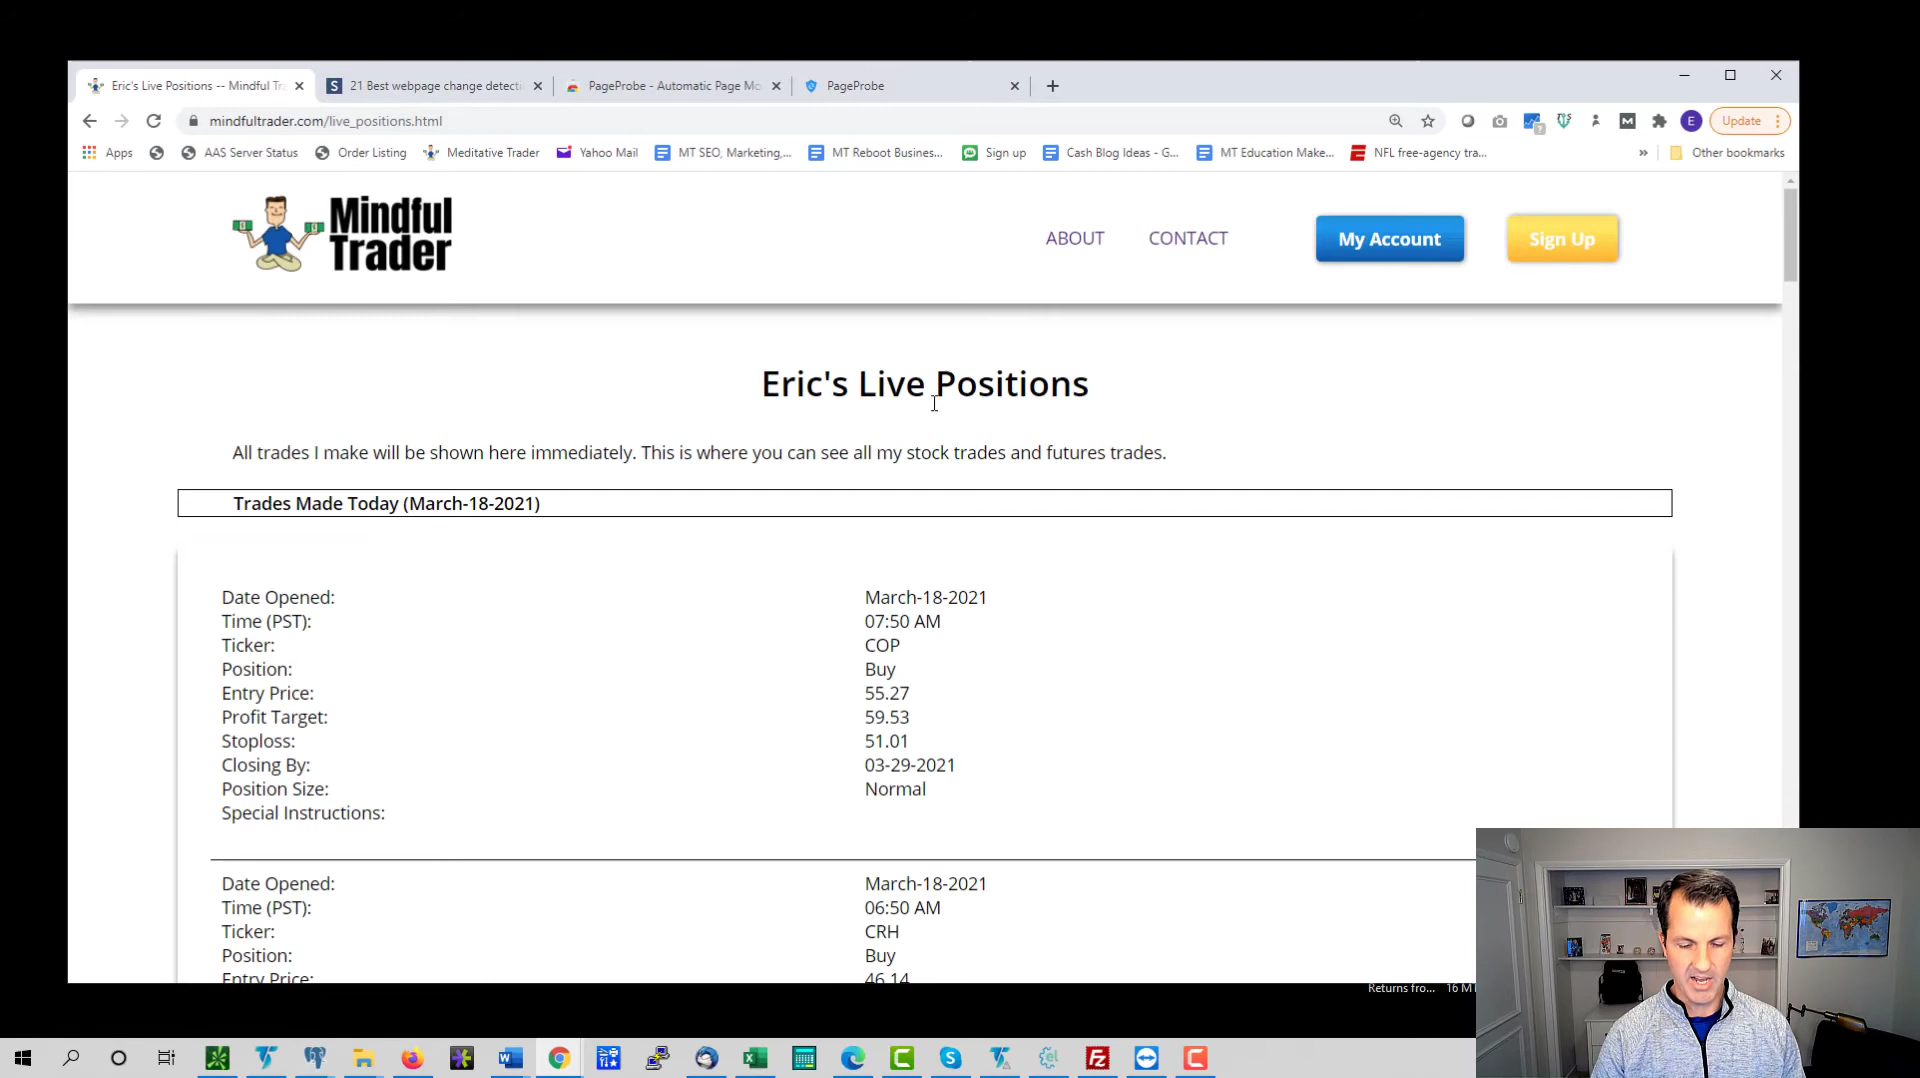 Eric's Live Positions -- Mindful Tra
21 Best webpage change detecti
PageProbe - Automatic Page Mo
PageProbe
mindfultrader.com/live_positions.html
Update
Apps
AAS Server Status
Order Listing
Meditative Trader
Yahoo Mail
MT SEO, Marketing,...
MT Reboot Busines...
Sign up
Cash Blog Ideas - G...
MT Education Make...
NFL free-agency tra...
Other bookmarks
Mindful
Trader
ABOUT
CONTACT
My Account
Sign Up
Eric's Live Positions
All trades I make will be shown here immediately. This is where you can see all my stock trades and futures trades.
Trades Made Today (March-18-2021)
Date Opened: March-18-2021
Time (PST): 07:50 AM
Ticker: COP
Position: Buy
Entry Price: 55.27
Profit Target: 59.53
Stoploss: 51.01
Closing By: 03-29-2021
Position Size: Normal
Special Instructions:
Date Opened: March-18-2021
Time (PST): 06:50 AM
Ticker: CRH
Position: Buy
Entry Price: 46.14
Returns fro... 16 M